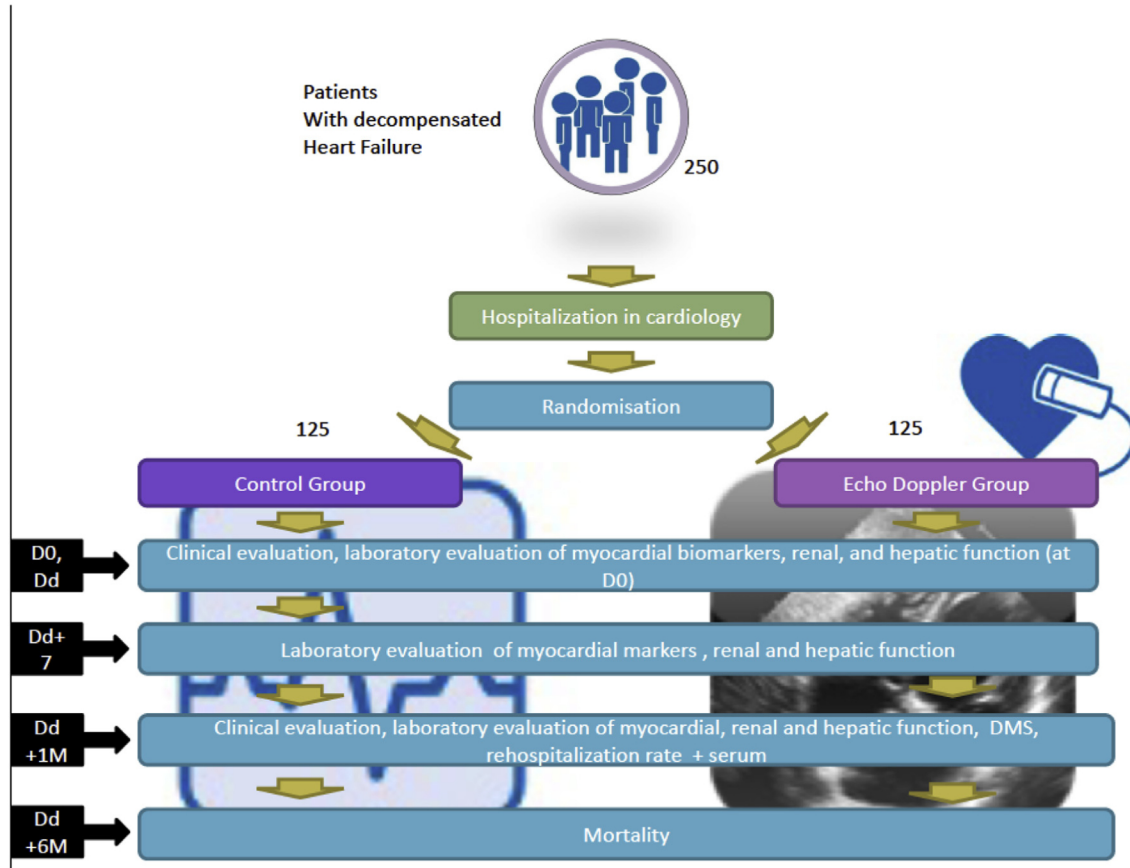 Patients
With decompensated
Heart Failure
250
Hospitalization in cardiology
Randomisation
125
125
Control Group
Echo Doppler Group
D0,
Dd
Clinical evaluation, laboratory evaluation of myocardial biomarkers, renal, and hepatic function (at
D0)
Dd+
7
Laboratory evaluation of myocardial markers , renal and hepatic function
Dd
+1M
Clinical evaluation, laboratory evaluation of myocardial, renal and hepatic function, DMS,
rehospitalization rate + serum
Dd
+6M
Mortality